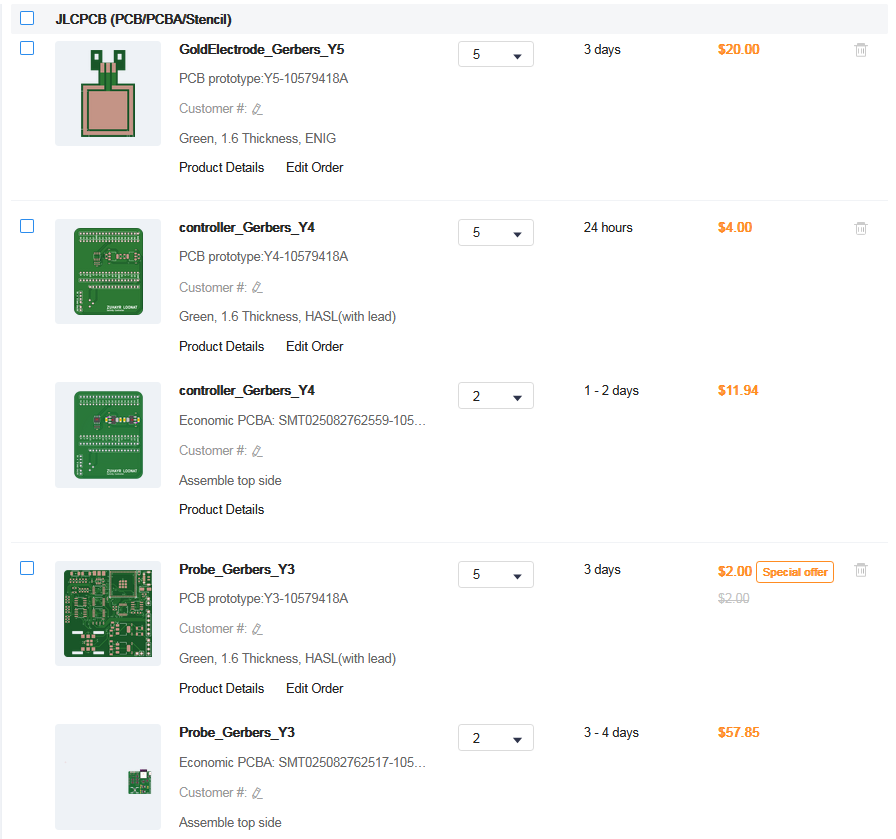 JLCPCB (PCB/PCBA/Stencil)
GoldElectrode_Gerbers_Y5
5
3 days
$20.00
PCB prototype:Y5-10579418A
Customer #:
Green, 1.6 Thickness, ENIG
Product Details Edit Order
controller_Gerbers_Y4
5
24 hours
$4.00
PCB prototype:Y4-10579418A
Customer #:
Green, 1.6 Thickness, HASL(with lead)
ZUHAYR LOONAT
Product Details Edit Order
controller_Gerbers_Y4
2
1 - 2 days
$11.94
Economic PCBA: SMT025082762559-105...
Customer #:
ZUHAYR LOONAT
Assemble top side
Product Details
Probe_Gerbers_Y3
5
3 days
$2.00 Special offer
$2.00
PCB prototype:Y3-10579418A
Customer #:
Green, 1.6 Thickness, HASL(with lead)
Product Details Edit Order
Probe_Gerbers_Y3
2
3 - 4 days
$57.85
Economic PCBA: SMT025082762517-105...
Customer #:
Assemble top side